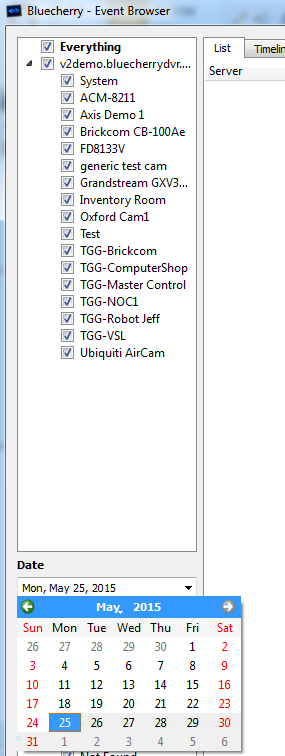 Bluecherry - Event Browser
Everything
v2demo.bluecherrydvr....
System
ACM-8211
Axis Demo 1
Brickcom CB-100Ae
FD8133V
generic test cam
Grandstream GXV3...
Inventory Room
Oxford Cam1
Test
TGG-Brickcom
TGG-ComputerShop
TGG-Master Control
TGG-NOC1
TGG-Robot Jeff
TGG-VSL
Ubiquiti AirCam
List Timelin
Server
Date
Mon, May 25, 2015
May 2015
Sun Mon Tue Wed Thu Fri Sat
26 27 28 29 30 1 2
3 4 5 6 7 8 9
10 11 12 13 14 15 16
17 18 19 20 21 22 23
24 25 26 27 28 29 30
31 1 2 3 4 5 6